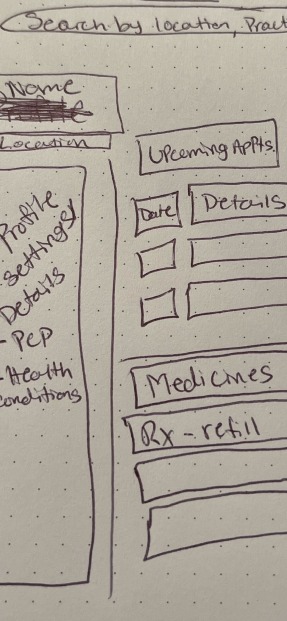 Search by location, Pract
Name
Location
Profile
settings/
Details
- PCP
- Health
conditions
Upcoming Appts.
Date
Details
Medicines
Rx - refill